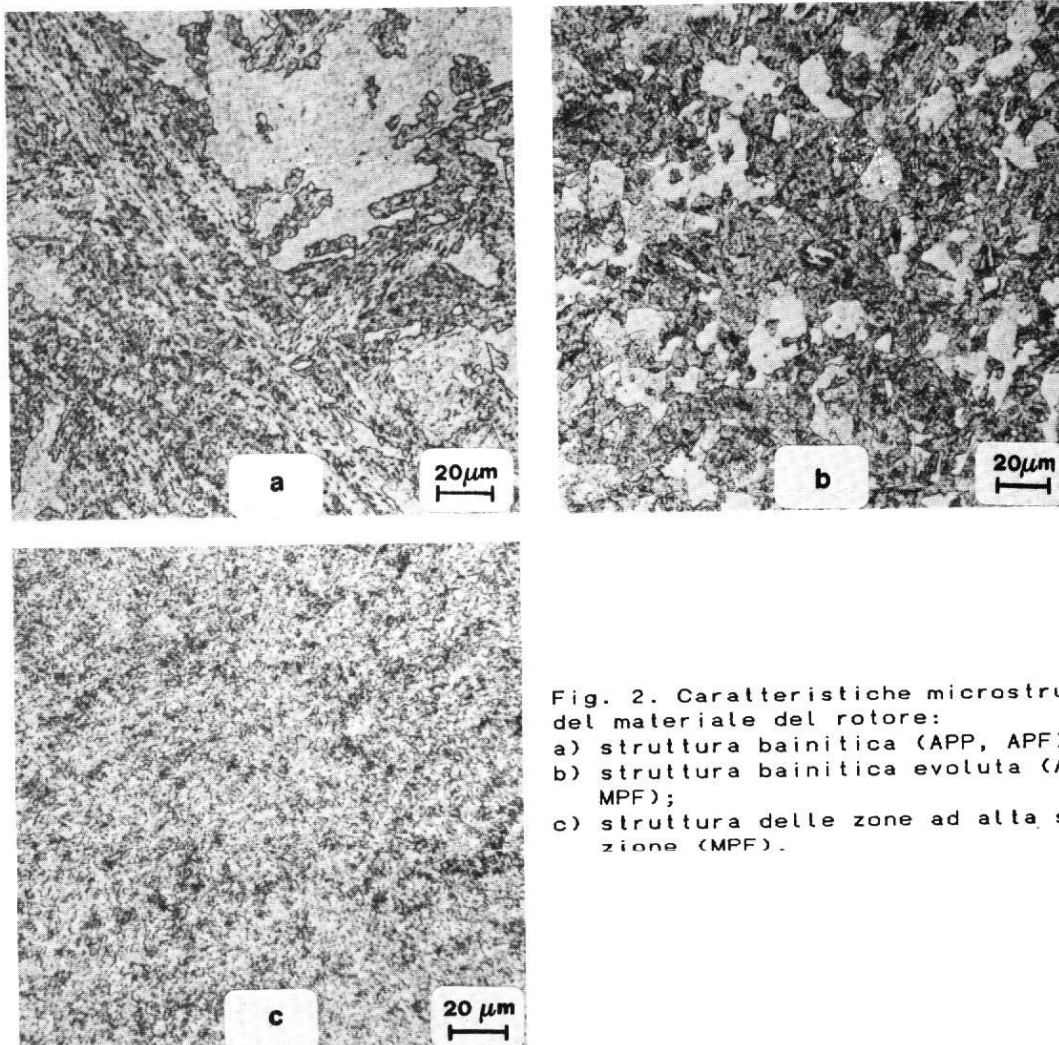 a
20μm
b
20μm
c
20 μm
Fig. 2. Caratteristiche microstru
del materiale del rotore:
a) struttura bainitica (APP, APF)
b) struttura bainitica evoluta (A
MPF);
c) struttura delle zone ad alta s
zione (MPF).